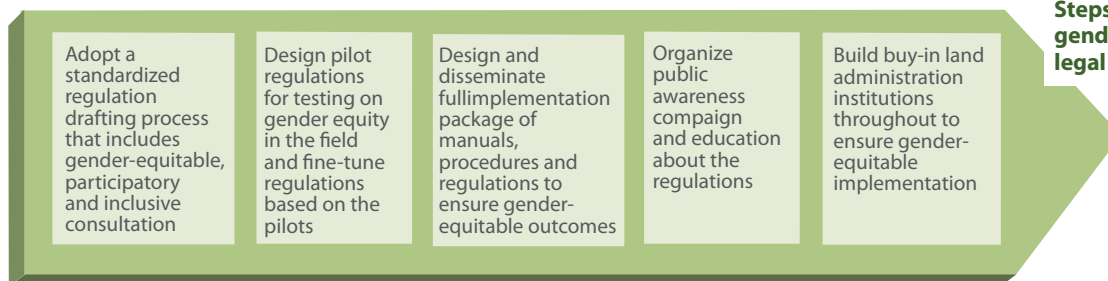 Adopt a
standardized
regulation
drafting process
that includes
gender-equitable,
participatory
and inclusive
consultation
Design pilot
regulations
for testing on
gender equity
in the field
and fine-tune
regulations
based on the
pilots
Design and
disseminate
fullimplementation
package of
manuals,
procedures and
regulations to
ensure gender-
equitable outcomes
Organize
public
awareness
compaign
and education
about the
regulations
Build buy-in land
administration
institutions
throughout to
ensure gender-
equitable
implementation
Steps
gend
legal